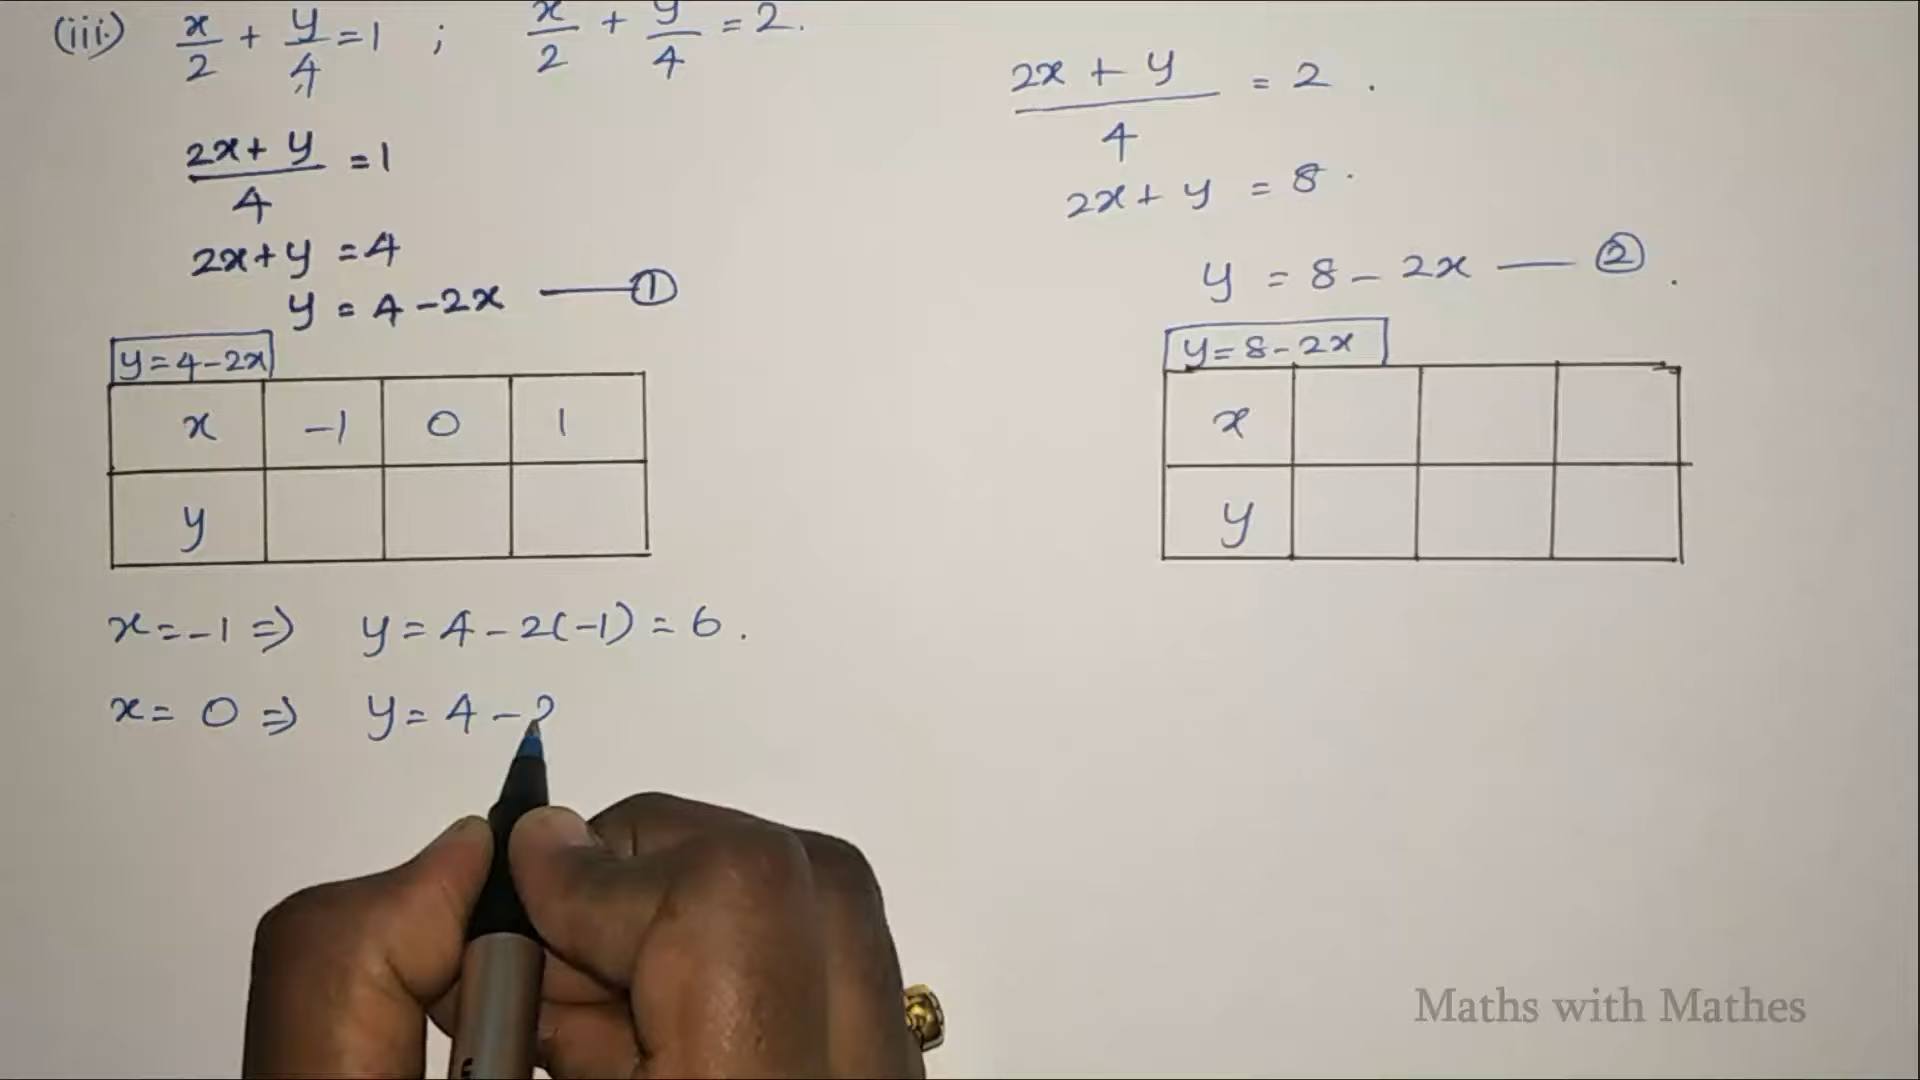 (iii) x/2 + y/4 = 1 ; x/2 + y/4 = 2.
(2x + y)/4 = 1
2x + y = 4
y = 4 - 2x —— ①
y = 4 - 2x
x -1 0 1
y
x = -1 ⇒ y = 4 - 2(-1) = 6.
x = 0 ⇒ y = 4 - 2
(2x + y)/4 = 2.
2x + y = 8.
y = 8 - 2x —— ②.
y = 8 - 2x
x
y
Maths with Mathes